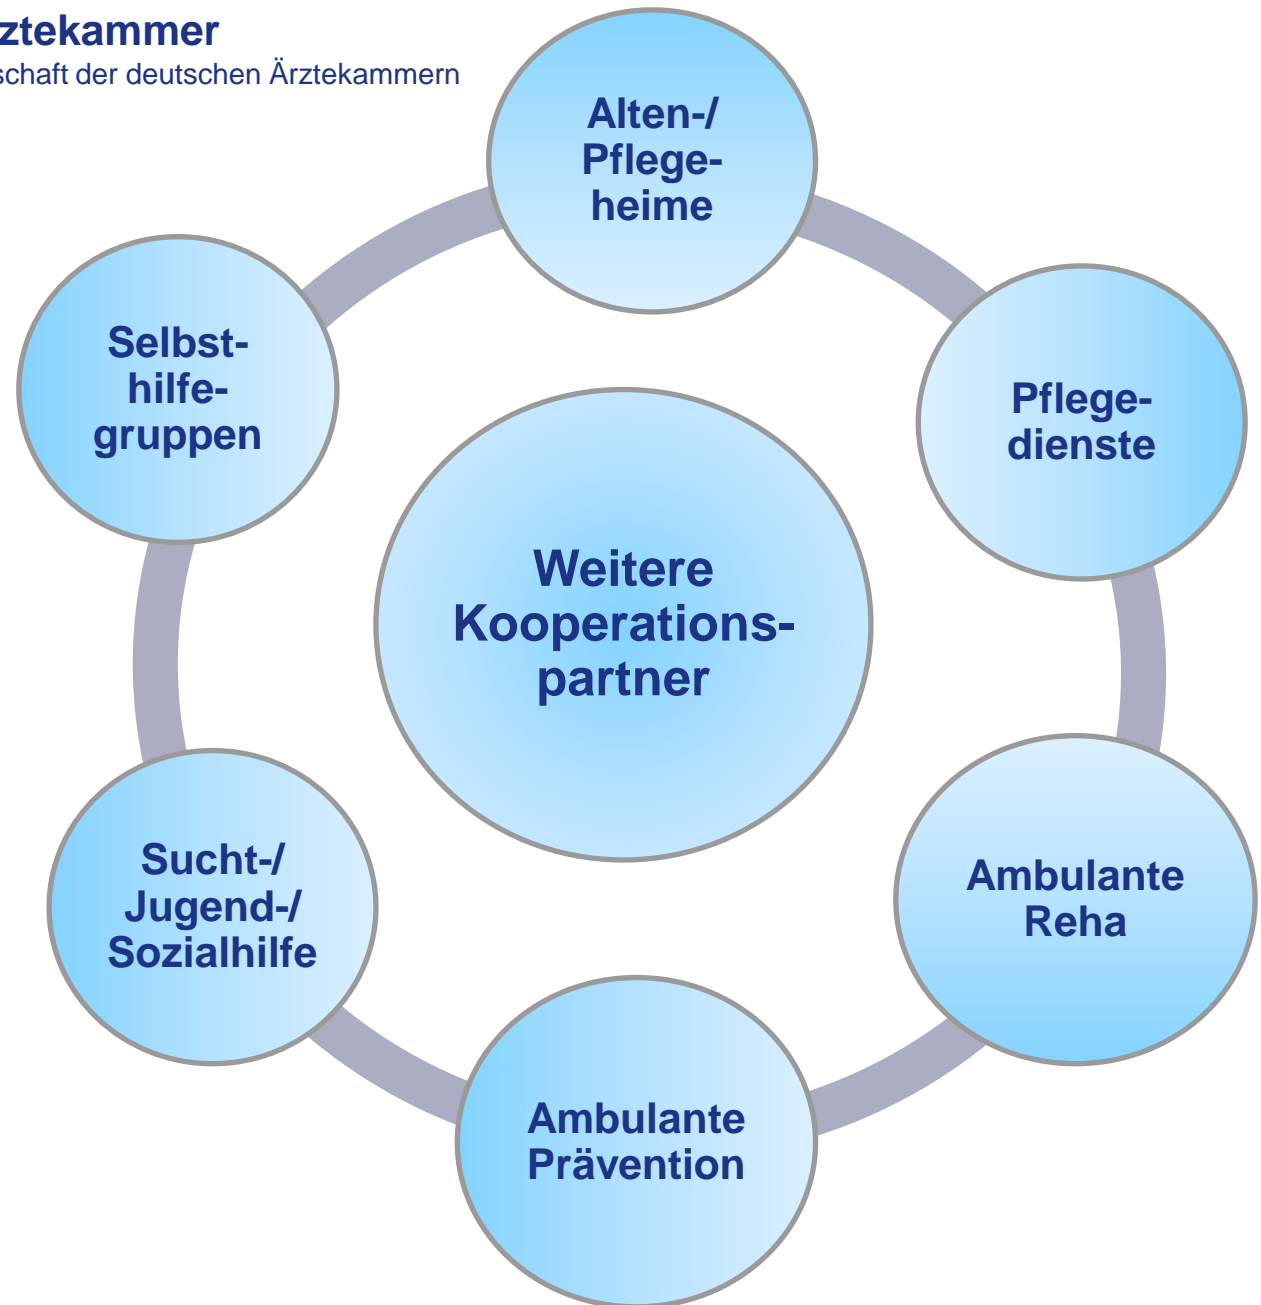 ztekammer
schaft der deutschen Ärztekammern
Alten-/
Pflege-
heime
Selbst-
hilfe-
gruppen
Pflege-
dienste
Weitere
Kooperations-
partner
Sucht-/
Jugend-/
Sozialhilfe
Ambulante
Reha
Ambulante
Prävention